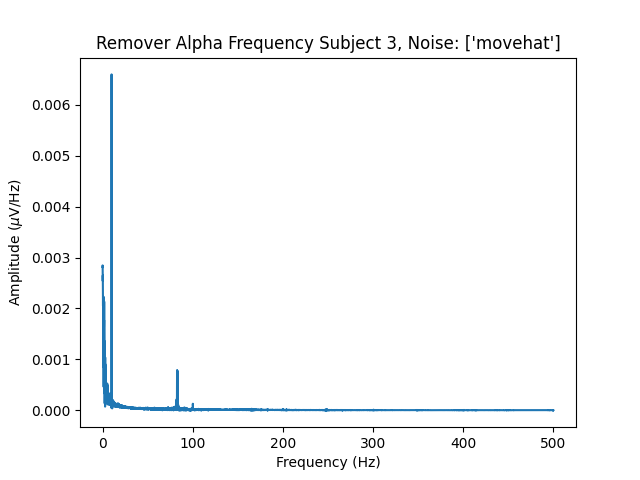 Remover Alpha Frequency Subject 3, Noise: ['movehat']
Amplitude (μV/Hz)
0.006
0.005
0.004
0.003
0.002
0.001
0.000
0 100 200 300 400 500
Frequency (Hz)